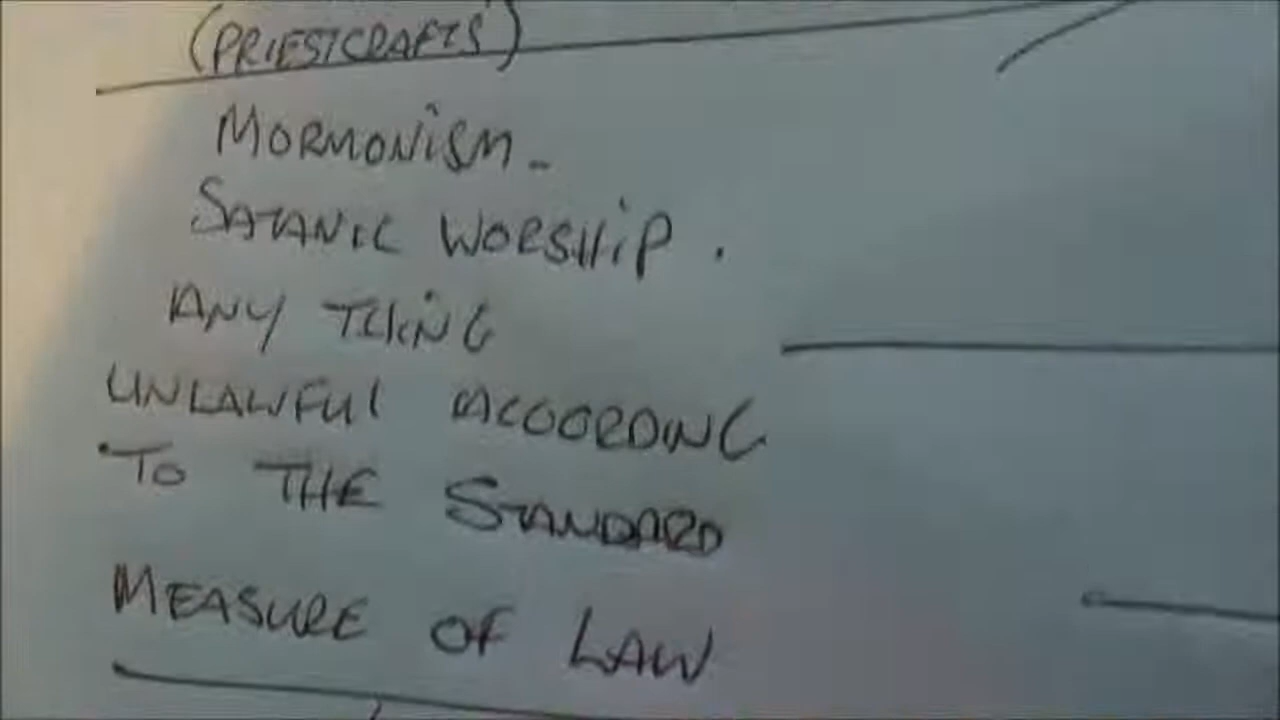 (PRIESTCRAFTS)
MORMONiSM -
SATANIC WORSHiP .
ANY THiNG
UNLAWFUL ACCORDING
TO THE STANDARD
MEASURE OF LAW